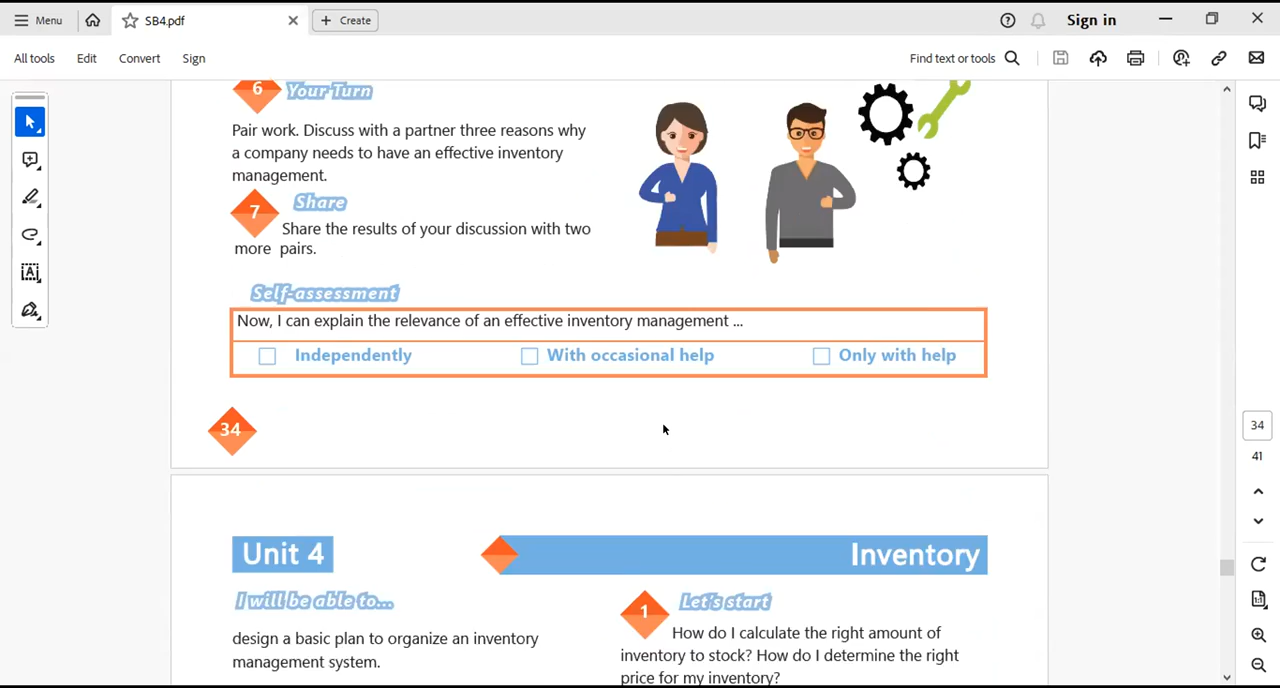 Menu
SB4.pdf
Create
Sign in
All tools
Edit
Convert
Sign
Find text or tools
6
Your Turn
Pair work. Discuss with a partner three reasons why
a company needs to have an effective inventory
management.
7
Share
Share the results of your discussion with two
more pairs.
Self-assessment
Now, I can explain the relevance of an effective inventory management ...
Independently
With occasional help
Only with help
34
34
41
Unit 4
Inventory
I will be able to...
design a basic plan to organize an inventory
management system.
1
Let's start
How do I calculate the right amount of
inventory to stock? How do I determine the right
price for my inventory?